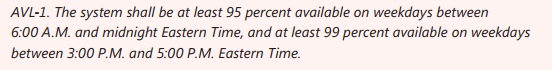 AVL-1. The system shall be at least 95 percent available on weekdays between
6:00 A.M. and midnight Eastern Time, and at least 99 percent available on weekdays
between 3:00 P.M. and 5:00 P.M. Eastern Time.